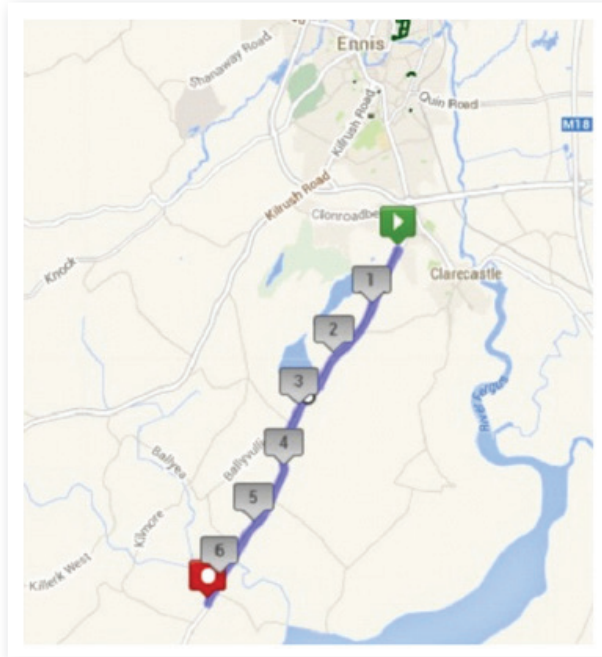 Ennis
Shanaway Road
Quin Road
M18
Kilrush Road
Kilrush Road
Clonroadbe
1
Clarecastle
Knock
2
3
River Fergus
4
Ballyvulli
Ballyea
5
Kilmore
6
Killerk West